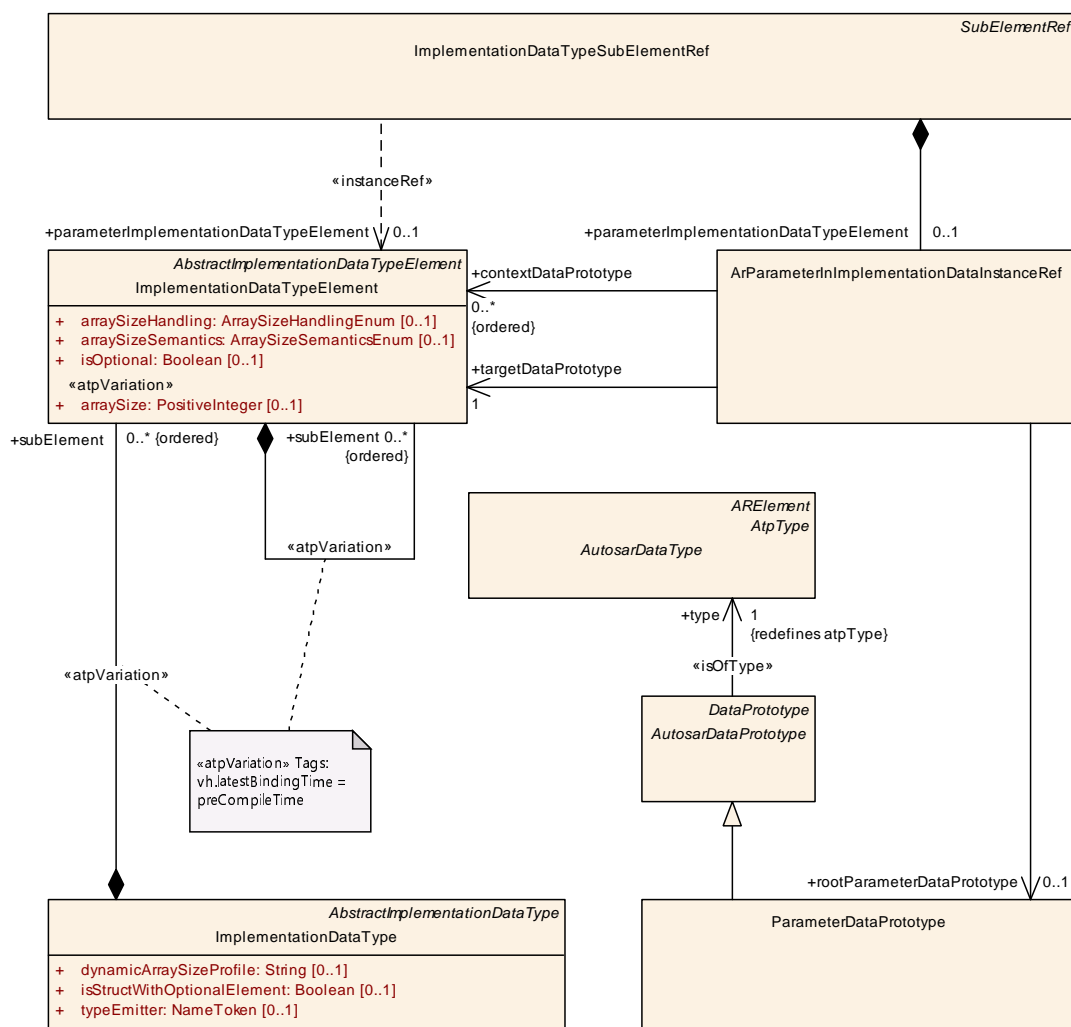 SubElementRef
ImplementationDataTypeSubElementRef
«instanceRef»
+parameterImplementationDataTypeElement
0..1
+parameterImplementationDataTypeElement
0..1
AbstractImplementationDataTypeElement
ImplementationDataTypeElement
+ arraySizeHandling: ArraySizeHandlingEnum [0..1]
+ arraySizeSemantics: ArraySizeSemanticsEnum [0..1]
+ isOptional: Boolean [0..1]
«atpVariation»
+ arraySize: PositiveInteger [0..1]
+contextDataPrototype
0..*
{ordered}
+targetDataPrototype
1
ArParameterInImplementationDataInstanceRef
+subElement
0..* {ordered}
+subElement 0..*
{ordered}
«atpVariation»
ARElement
AtpType
AutosarDataType
+type
1
{redefines atpType}
«isOfType»
«atpVariation»
DataPrototype
AutosarDataPrototype
«atpVariation» Tags:
vh.latestBindingTime =
preCompileTime
+rootParameterDataPrototype
0..1
AbstractImplementationDataType
ImplementationDataType
+ dynamicArraySizeProfile: String [0..1]
+ isStructWithOptionalElement: Boolean [0..1]
+ typeEmitter: NameToken [0..1]
ParameterDataPrototype